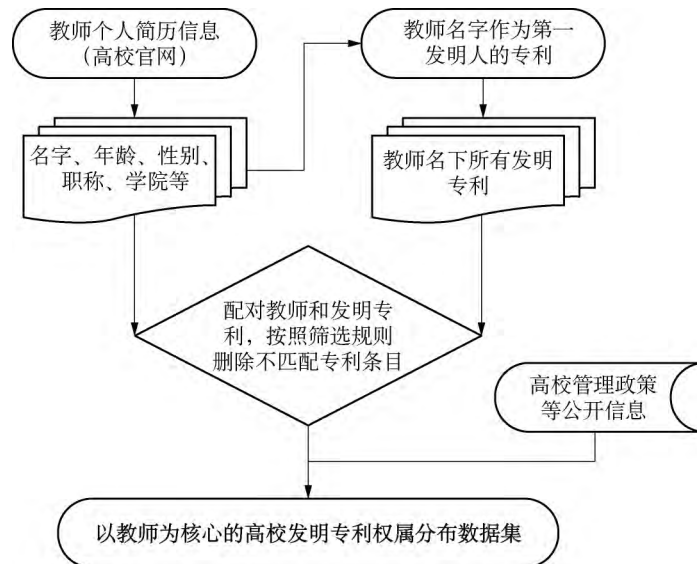 教师个人简历信息
(高校官网)
教师名字作为第一
发明人的专利
名字、年龄、性别、
职称、学院等
教师名下所有发明
专利
配对教师和发明专
利，按照筛选规则
删除不匹配专利条目
高校管理政策
等公开信息
以教师为核心的高校发明专利权属分布数据集